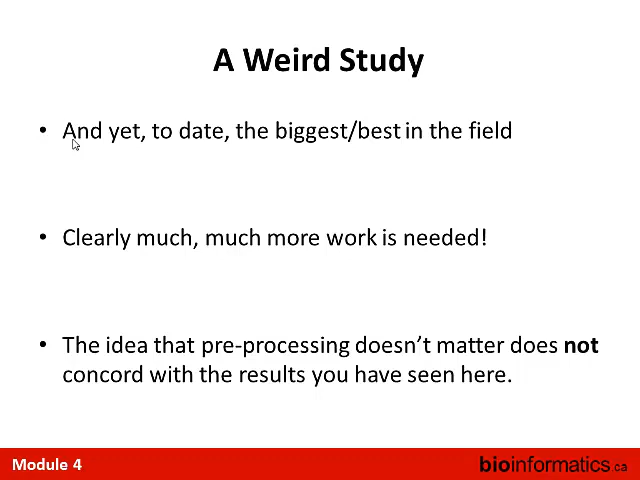 A Weird Study
• And yet, to date, the biggest/best in the field
• Clearly much, much more work is needed!
• The idea that pre-processing doesn't matter does not
concord with the results you have seen here.
Module 4
bioinformatics.ca